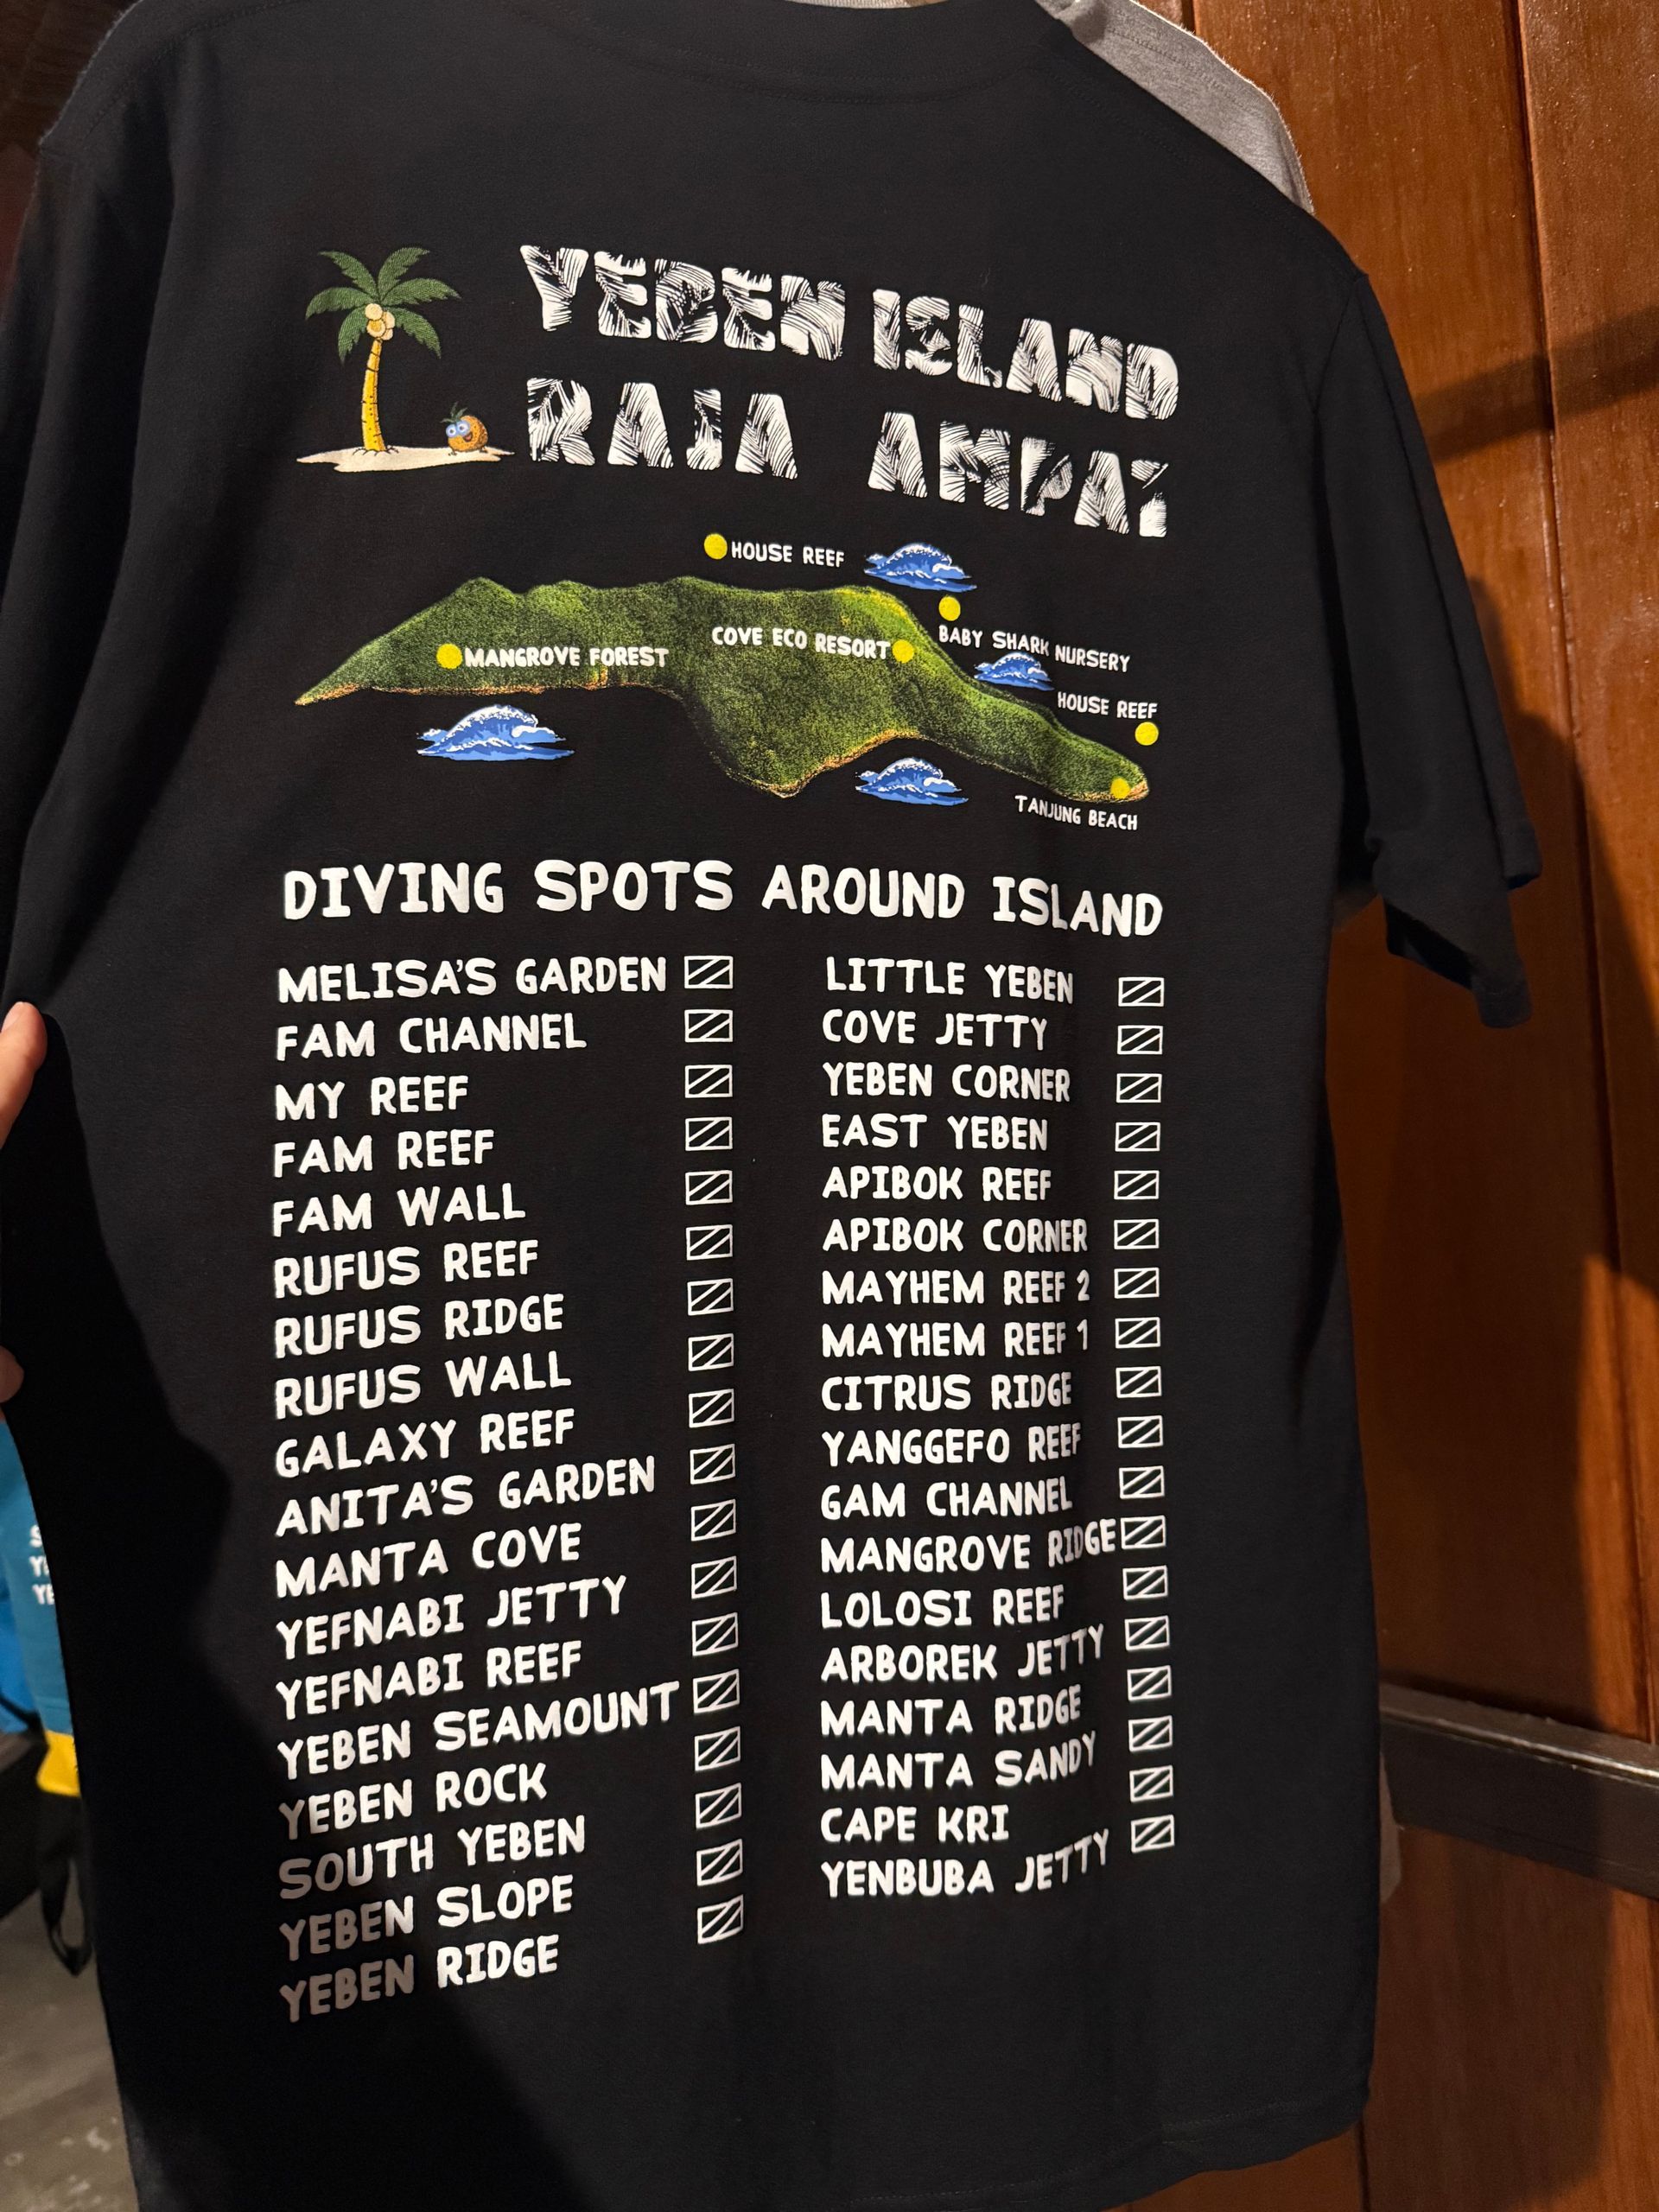 YEBEN ISLAND
RAJA AMPAT
HOUSE REEF
BABY SHARK NURSERY
COVE ECO RESORT
MANGROVE FOREST
HOUSE REEF
TANJUNG BEACH
DIVING SPOTS AROUND ISLAND
MELISA'S GARDEN
FAM CHANNEL
MY REEF
FAM REEF
FAM WALL
RUFUS REEF
RUFUS RIDGE
RUFUS WALL
GALAXY REEF
ANITA'S GARDEN
MANTA COVE
YEFNABI JETTY
YEFNABI REEF
YEBEN SEAMOUNT
YEBEN ROCK
SOUTH YEBEN
YEBEN SLOPE
YEBEN RIDGE
LITTLE YEBEN
COVE JETTY
YEBEN CORNER
EAST YEBEN
APIBOK REEF
APIBOK CORNER
MAYHEM REEF 2
MAYHEM REEF 1
CITRUS RIDGE
YANGGEFO REEF
GAM CHANNEL
MANGROVE RIDGE
LOLOSI REEF
ARBOREK JETTY
MANTA RIDGE
MANTA SANDY
CAPE KRI
YENBUBA JETTY